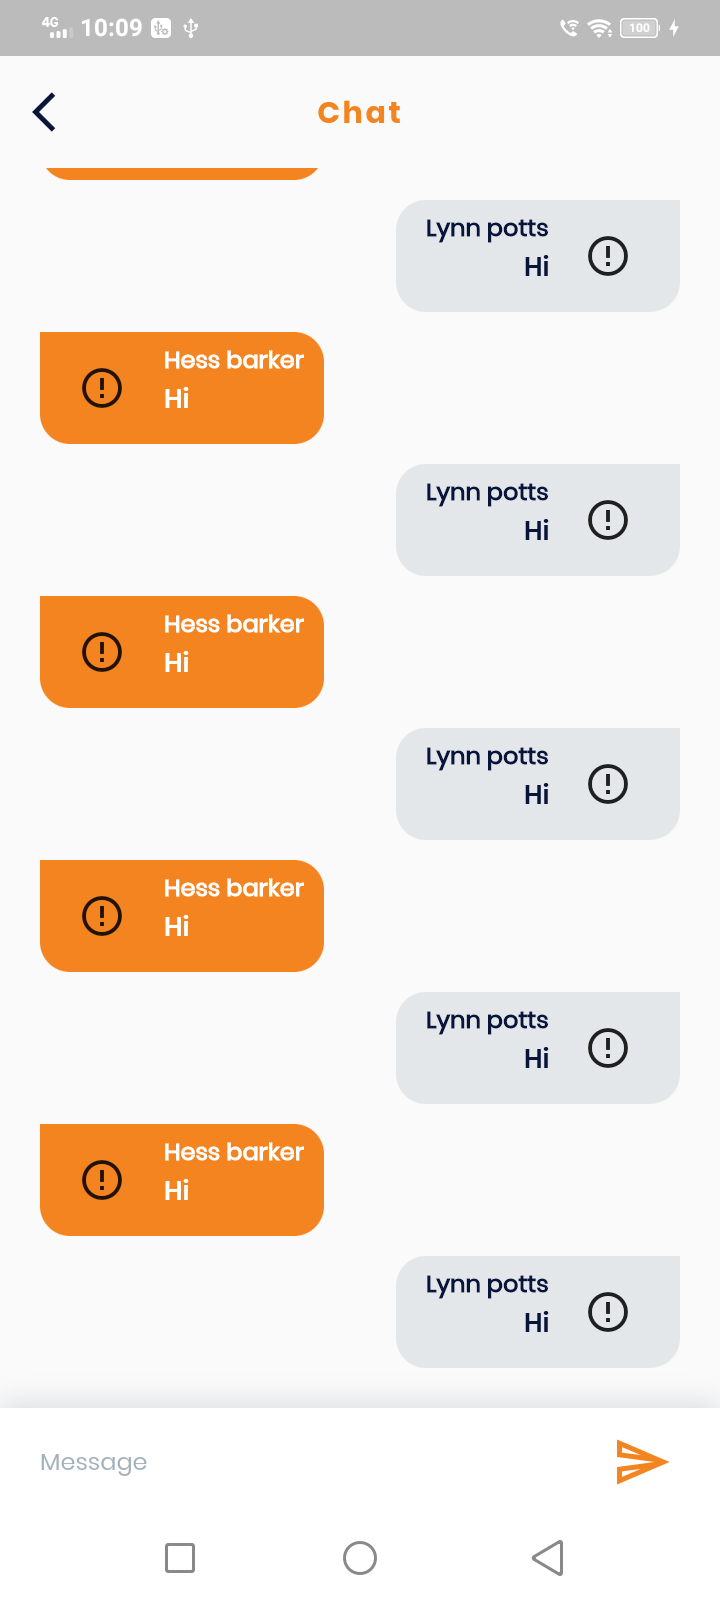 4G 10:09 100
Chat
Lynn potts
Hi
Hess barker
Hi
Lynn potts
Hi
Hess barker
Hi
Lynn potts
Hi
Hess barker
Hi
Lynn potts
Hi
Hess barker
Hi
Lynn potts
Hi
Message